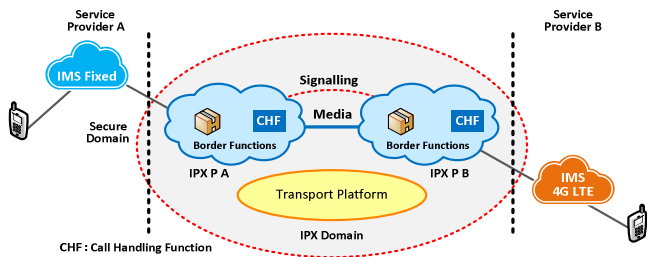 Service
Provider A
Service
Provider B
IMS Fixed
Signalling
CHF
Media
CHF
Secure
Domain
Border Functions
Border Functions
IPX P A
IPX P B
IMS
4G LTE
Transport Platform
IPX Domain
CHF : Call Handling Function